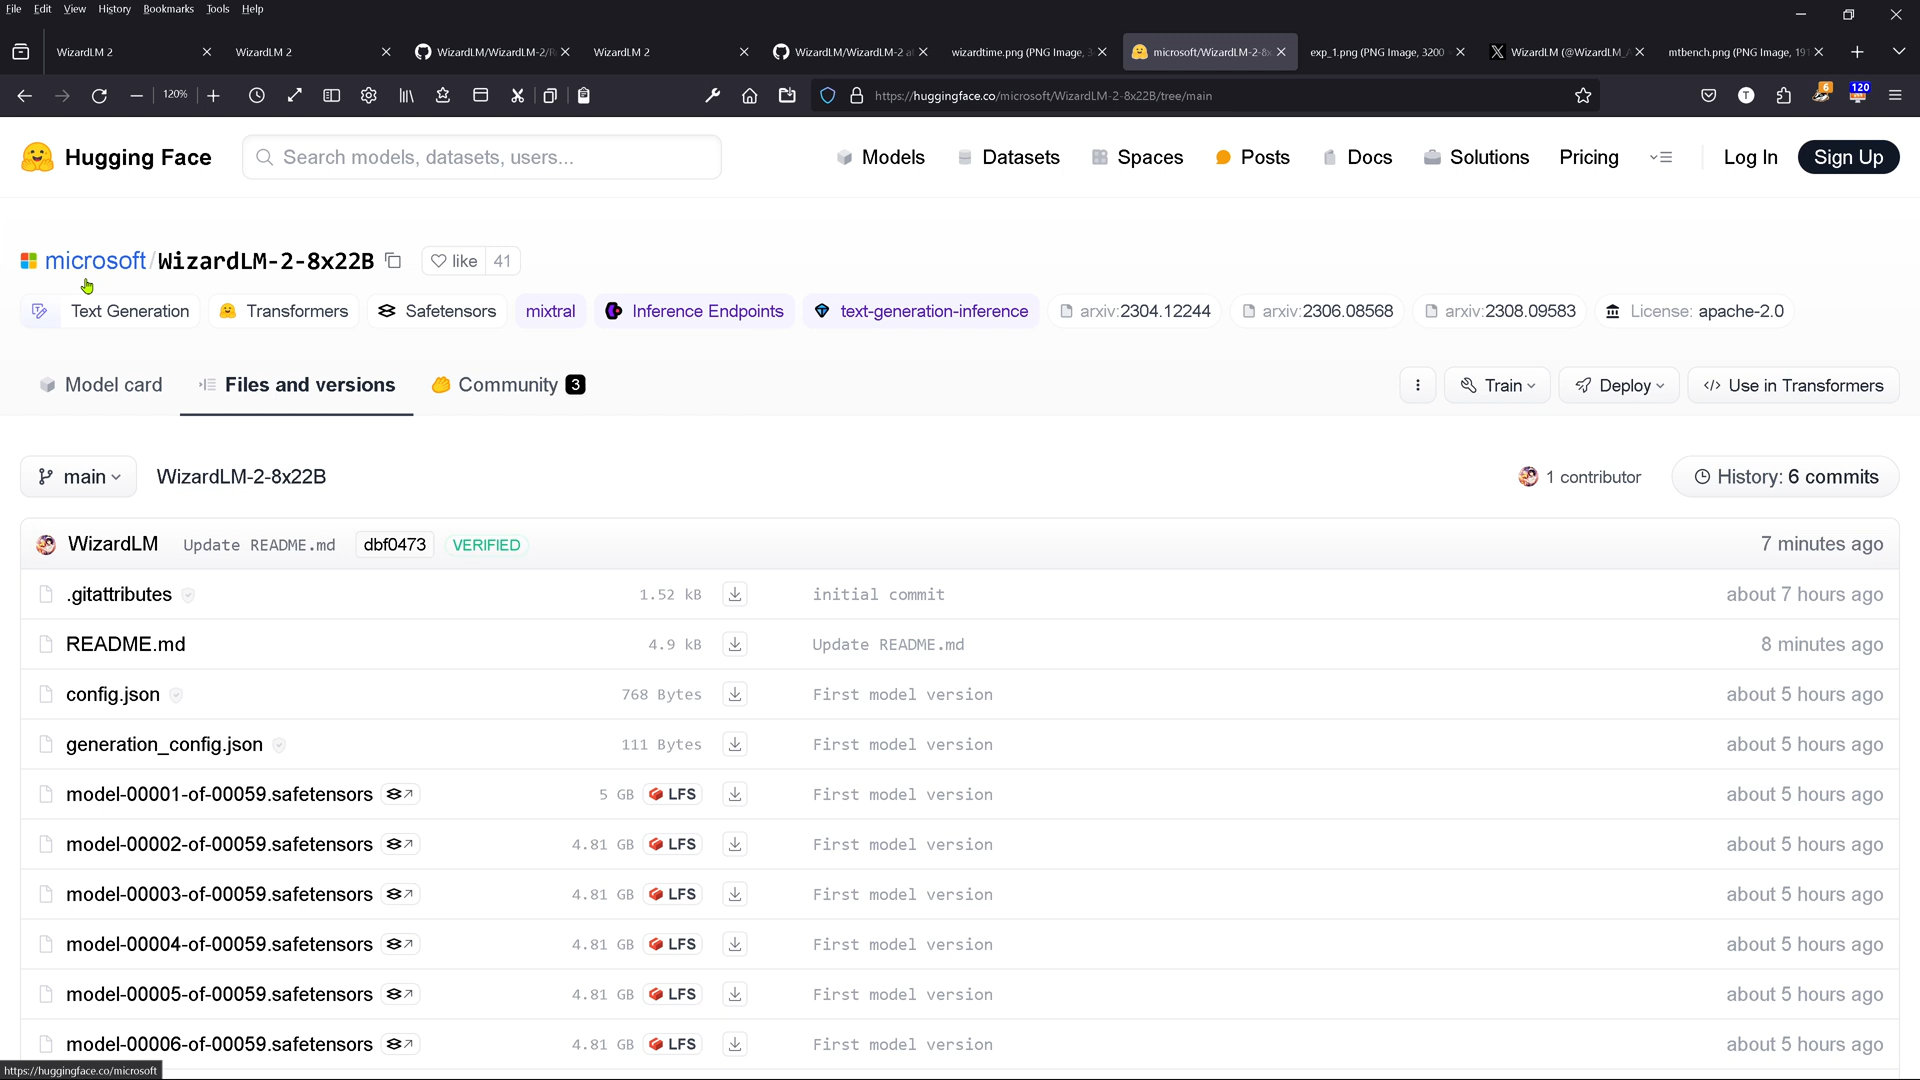 File Edit View History Bookmarks Tools Help
WizardLM 2 WizardLM 2 WizardLM/WizardLM-2/R WizardLM 2 WizardLM/WizardLM-2 a wizardtime.png (PNG Image, 3 microsoft/WizardLM-2-8x exp_1.png (PNG Image, 3200 WizardLM (@WizardLM_ mtbench.png (PNG Image, 191
120% https://huggingface.co/microsoft/WizardLM-2-8x22B/tree/main T 6 120
Hugging Face Search models, datasets, users... Models Datasets Spaces Posts Docs Solutions Pricing Log In Sign Up
microsoft/WizardLM-2-8x22B like 41
Text Generation Transformers Safetensors mixtral Inference Endpoints text-generation-inference arxiv:2304.12244 arxiv:2306.08568 arxiv:2308.09583 License: apache-2.0
Model card Files and versions Community 3 Train Deploy </> Use in Transformers
main WizardLM-2-8x22B 1 contributor History: 6 commits
WizardLM Update README.md dbf0473 VERIFIED 7 minutes ago
.gitattributes 1.52 kB initial commit about 7 hours ago
README.md 4.9 kB Update README.md 8 minutes ago
config.json 768 Bytes First model version about 5 hours ago
generation_config.json 111 Bytes First model version about 5 hours ago
model-00001-of-00059.safetensors 5 GB LFS First model version about 5 hours ago
model-00002-of-00059.safetensors 4.81 GB LFS First model version about 5 hours ago
model-00003-of-00059.safetensors 4.81 GB LFS First model version about 5 hours ago
model-00004-of-00059.safetensors 4.81 GB LFS First model version about 5 hours ago
model-00005-of-00059.safetensors 4.81 GB LFS First model version about 5 hours ago
model-00006-of-00059.safetensors 4.81 GB LFS First model version about 5 hours ago
https://huggingface.co/microsoft